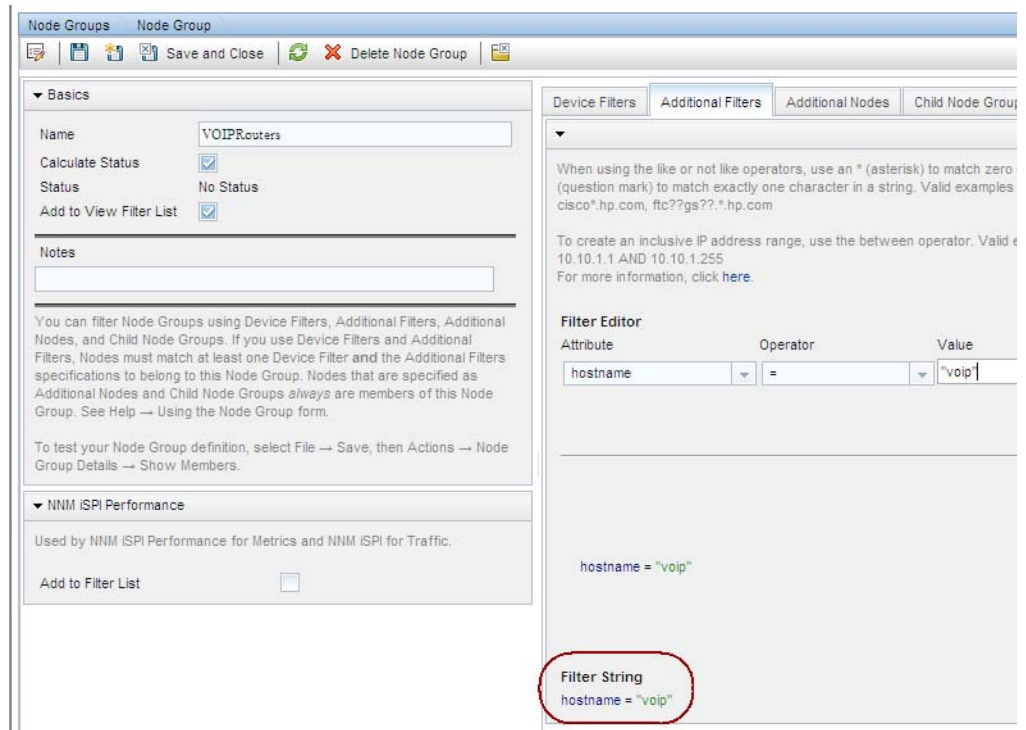 Node Groups Node Group
Save and Close Delete Node Group
Basics
Name VOIPRouters
Calculate Status
Status No Status
Add to View Filter List
Notes
You can filter Node Groups using Device Filters, Additional Filters, Additional
Nodes, and Child Node Groups. If you use Device Filters and Additional
Filters, Nodes must match at least one Device Filter and the Additional Filters
specifications to belong to this Node Group. Nodes that are specified as
Additional Nodes and Child Node Groups always are members of this Node
Group. See Help → Using the Node Group form.
To test your Node Group definition, select File → Save, then Actions → Node
Group Details → Show Members.
NNM iSPI Performance
Used by NNM iSPI Performance for Metrics and NNM iSPI for Traffic.
Add to Filter List
Device Filters Additional Filters Additional Nodes Child Node Group
When using the like or not like operators, use an * (asterisk) to match zero
(question mark) to match exactly one character in a string. Valid examples
cisco*.hp.com, ftc??gs??.*.hp.com
To create an inclusive IP address range, use the between operator. Valid e
10.10.1.1 AND 10.10.1.255
For more information, click here.
Filter Editor
Attribute Operator Value
hostname = "voip"
hostname = "voip"
Filter String
hostname = "voip"